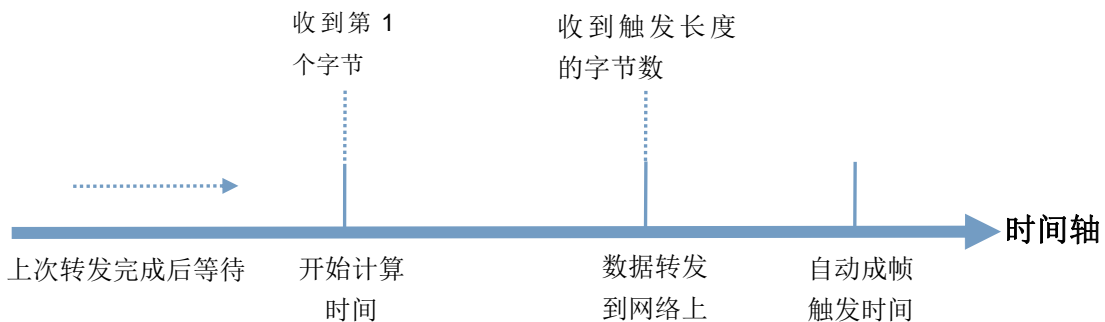 收到第 1
个字节
收到触发长度
的字节数
时间轴
上次转发完成后等待
开始计算
时间
数据转发
到网络上
自动成帧
触发时间